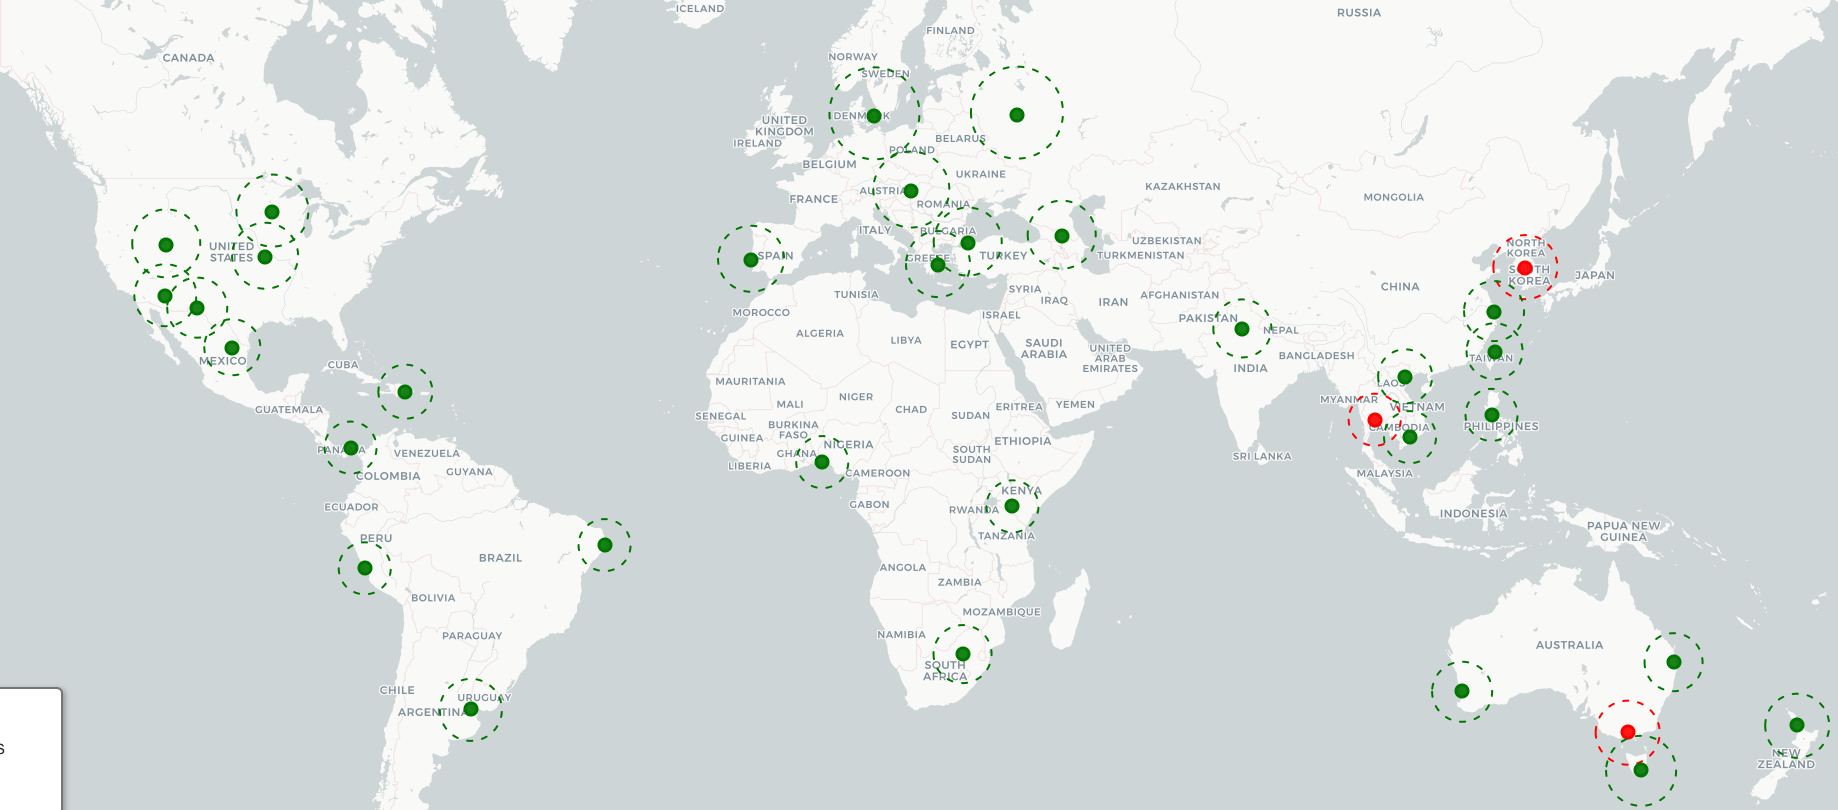 ICELAND
RUSSIA
FINLAND
CANADA
NORWAY
SWEDEN
DENMARK
UNITED
KINGDOM
IRELAND
BELARUS
POLAND
BELGIUM
UKRAINE
KAZAKHSTAN
AUSTRIA
FRANCE
MONGOLIA
ROMANIA
ITALY
BULGARIA
UNITED
STATES
UZBEKISTAN
NORTH
KOREA
SPAIN
GREECE
TURKEY
TURKMENISTAN
SOUTH
KOREA
JAPAN
CHINA
SYRIA
TUNISIA
IRAQ
IRAN
AFGHANISTAN
MOROCCO
ISRAEL
PAKISTAN
NEPAL
ALGERIA
LIBYA
EGYPT
SAUDI
ARABIA
UNITED
ARAB
EMIRATES
BANGLADESH
TAIWAN
MEXICO
CUBA
INDIA
MAURITANIA
LAOS
NIGER
MYANMAR
MALI
CHAD
ERITREA
YEMEN
VIETNAM
GUATEMALA
SENEGAL
SUDAN
BURKINA
FASO
CAMBODIA
PHILIPPINES
GUINEA
NIGERIA
ETHIOPIA
PANAMA
VENEZUELA
GHANA
SOUTH
SUDAN
SRI LANKA
LIBERIA
GUYANA
CAMEROON
MALAYSIA
COLOMBIA
KENYA
ECUADOR
GABON
RWANDA
INDONESIA
PAPUA NEW
GUINEA
PERU
TANZANIA
BRAZIL
ANGOLA
ZAMBIA
BOLIVIA
MOZAMBIQUE
PARAGUAY
NAMIBIA
AUSTRALIA
SOUTH
AFRICA
CHILE
URUGUAY
ARGENTINA
s
NEW
ZEALAND